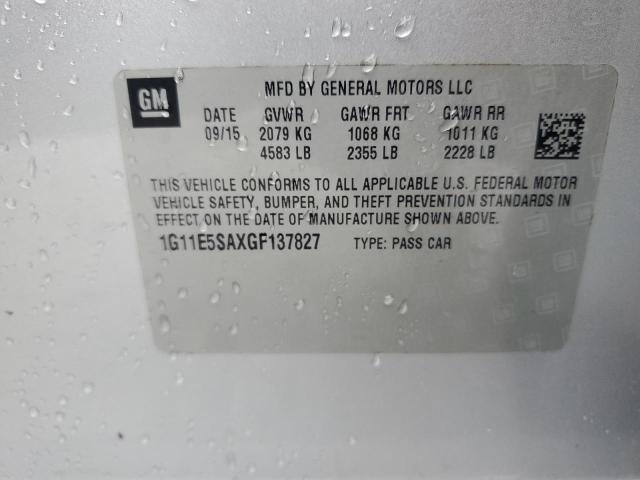 GM
MFD BY GENERAL MOTORS LLC
DATE GVWR GAWR FRT GAWR RR
09/15 2079 KG 1068 KG 1011 KG
4583 LB 2355 LB 2228 LB
THIS VEHICLE CONFORMS TO ALL APPLICABLE U.S. FEDERAL MOTOR
VEHICLE SAFETY, BUMPER, AND THEFT PREVENTION STANDARDS IN
EFFECT ON THE DATE OF MANUFACTURE SHOWN ABOVE.
1G11E5SAXGF137827 TYPE: PASS CAR